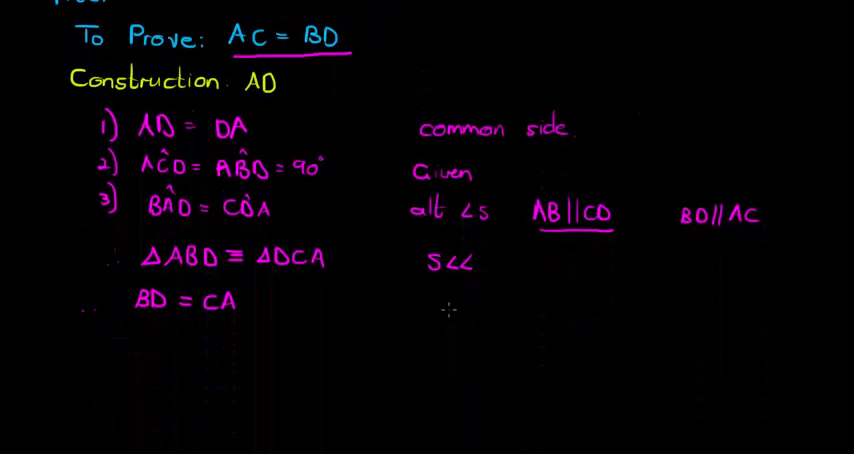 To Prove: AC = BD
Construction: AD
1) AD = DA common side.
2) AĈD = AB̂D = 90° Given
3) BÂD = CD̂A alt ∠s AB||CD BD//AC
∴ ΔABD ≡ ΔDCA S∠∠
∴ BD = CA